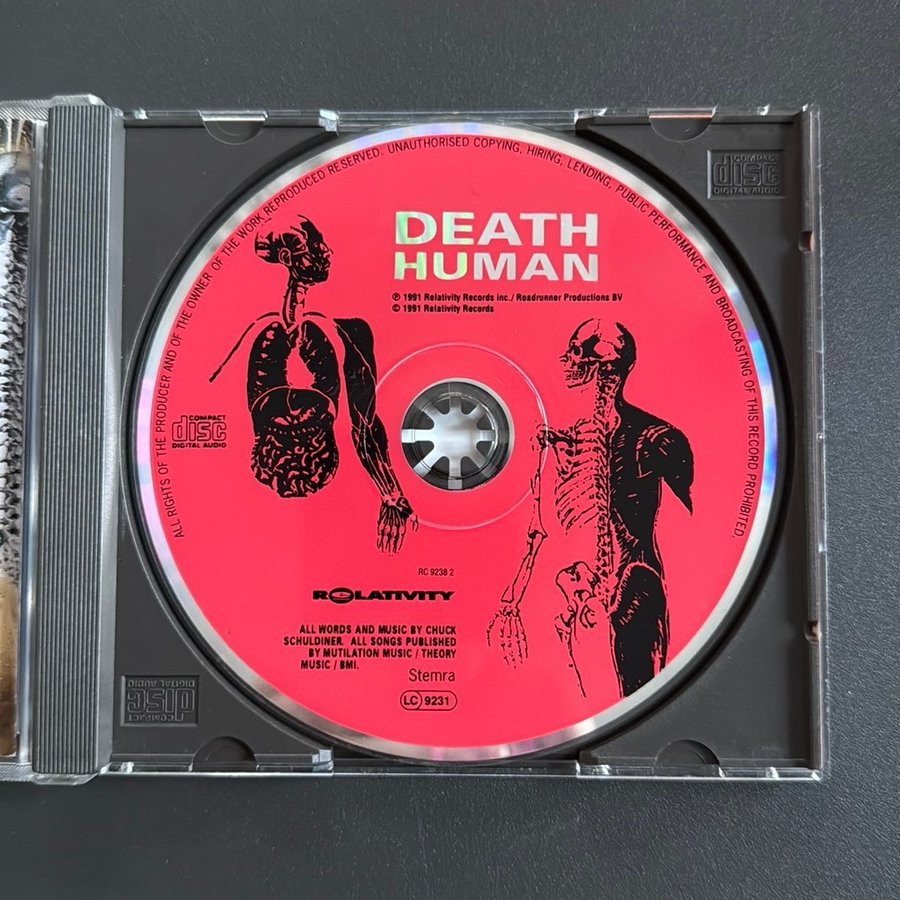 ALL RIGHTS OF THE PRODUCER AND OF THE OWNER OF THE WORK REPRODUCED RESERVED. UNAUTHORISED COPYING, HIRING, LENDING, PUBLIC PERFORMANCE AND BROADCASTING OF THIS RECORD PROHIBITED.
COMPACT
disc
DIGITAL AUDIO
DEATH
HUMAN
℗ 1991 Relativity Records inc./ Roadrunner Productions BV
© 1991 Relativity Records
COMPACT
disc
DIGITAL AUDIO
RC 9238 2
RELATIVITY
ALL WORDS AND MUSIC BY CHUCK
SCHULDINER. ALL SONGS PUBLISHED
BY MUTILATION MUSIC / THEORY
MUSIC / BMI.
Stemra
LC 9231
COMPACT
disc
DIGITAL AUDIO